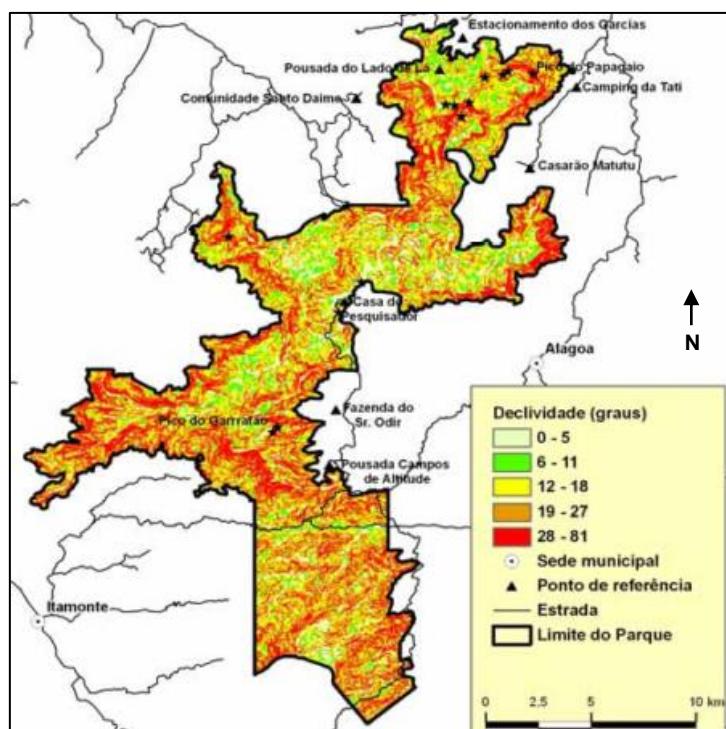 Estacionamento dos Garcias
Pousada do Lado de Lá
Pico do Papagaio
Camping da Tati
Comunidade Santo Daime
Casarão Matutu
Casa do
Pesquisador
N
Alagoa
Fazenda do
Sr. Odir
Pico do Garrrafão
Pousada Campos
de Altitude
Itamonte
Declividade (graus)
0 - 5
6 - 11
12 - 18
19 - 27
28 - 81
Sede municipal
Ponto de referência
Estrada
Limite do Parque
0 2.5 5 10 km